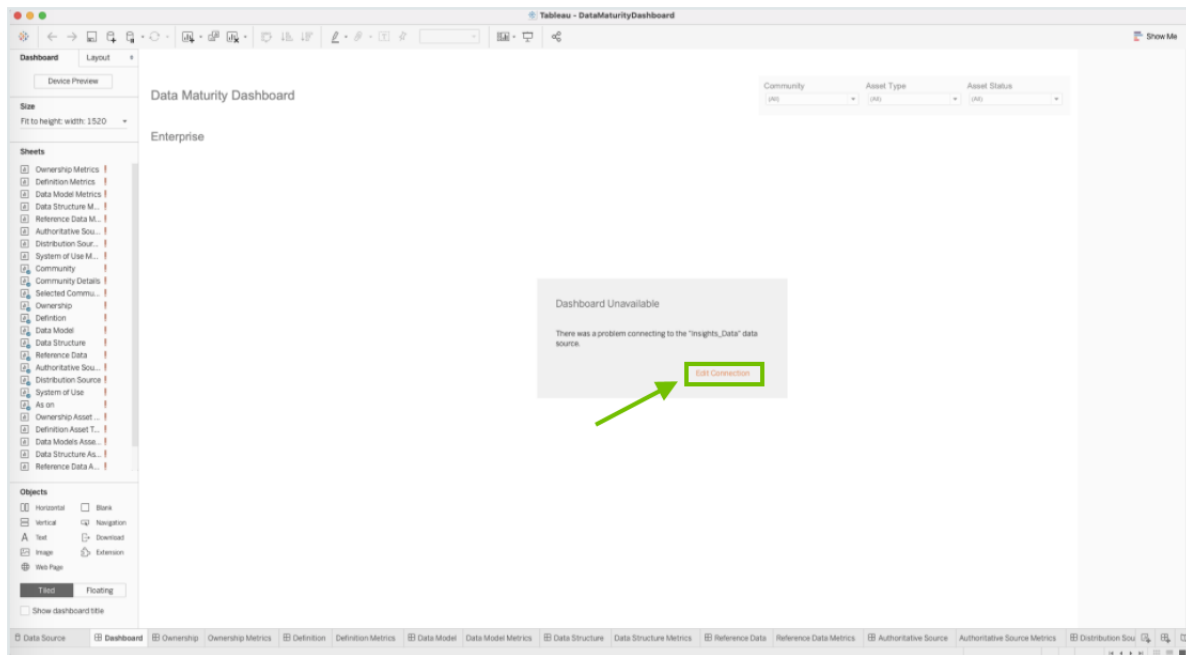 Tableau - DataMaturityDashboard
Show Me
Dashboard Layout
Device Preview
Size
Fit to height: width: 1520
Sheets
Ownership Metrics !
Definition Metrics !
Data Model Metrics !
Data Structure M... !
Reference Data M... !
Authoritative Sou... !
Distribution Sour... !
System of Use M... !
Community !
Community Details !
Selected Commu... !
Ownership !
Defintion !
Data Model !
Data Structure !
Reference Data !
Authoritative Sou... !
Distribution Source !
System of Use !
As on !
Ownership Asset ... !
Definition Asset T... !
Data Models Asse... !
Data Structure As... !
Reference Data A... !
Objects
Horizontal Blank
Vertical Navigation
Text Download
Image Extension
Web Page
Tiled Floating
Show dashboard title
Data Maturity Dashboard
Community Asset Type Asset Status
(All) (All) (All)
Enterprise
Dashboard Unavailable
There was a problem connecting to the "Insights_Data" data
source.
Edit Connection
Data Source Dashboard Ownership Ownership Metrics Definition Definition Metrics Data Model Data Model Metrics Data Structure Data Structure Metrics Reference Data Reference Data Metrics Authoritative Source Authoritative Source Metrics Distribution Sou